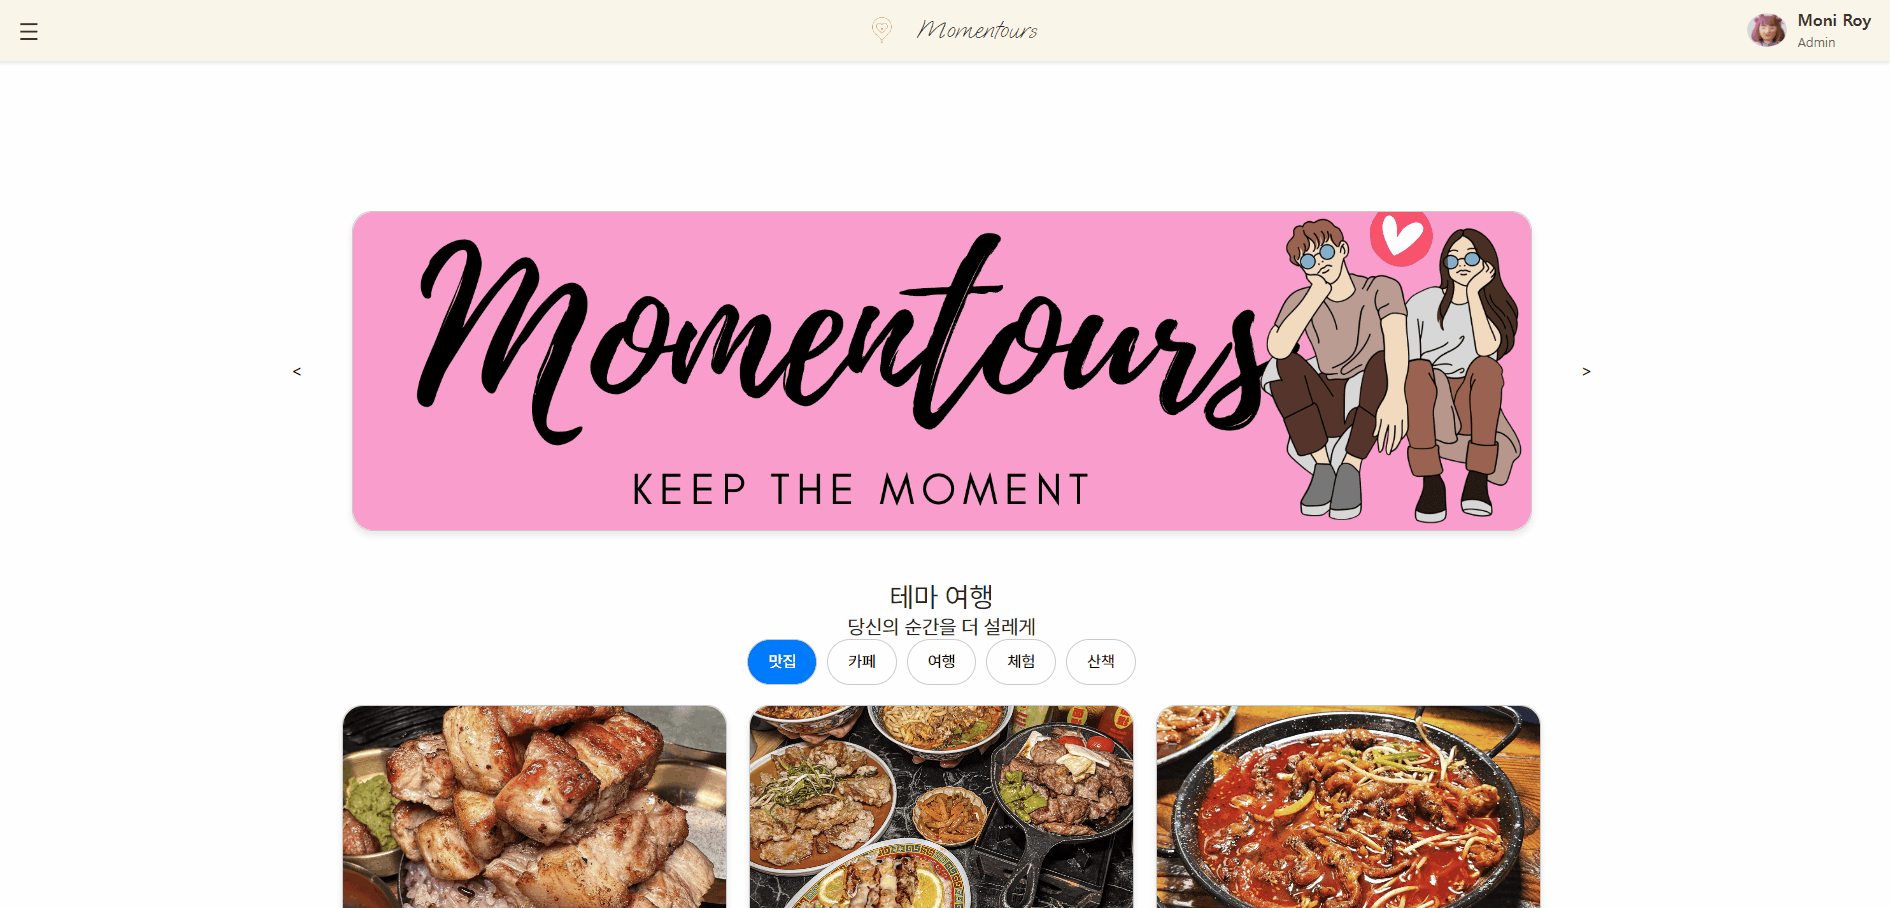 ☰
Momentours
Moni Roy
Admin
Momentours
KEEP THE MOMENT
<
>
테마 여행
당신의 순간을 더 설레게
맛집 카페 여행 체험 산책